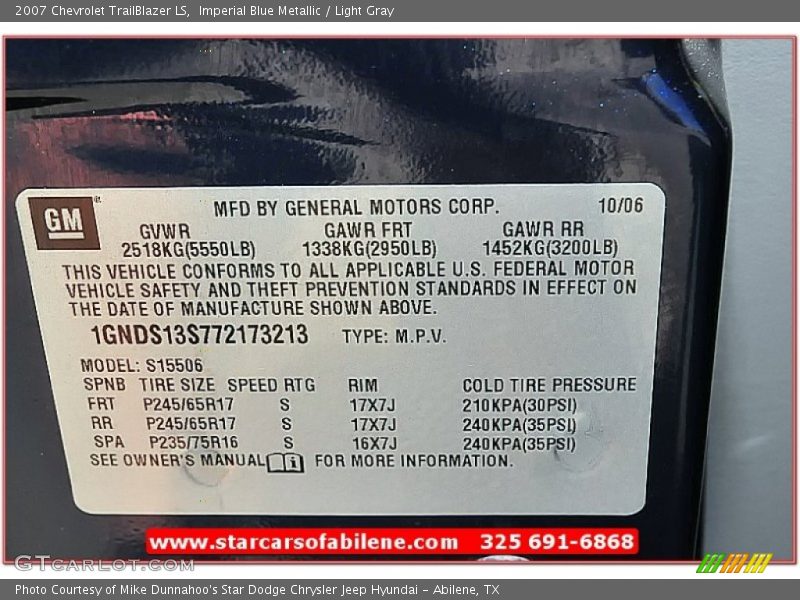 2007 Chevrolet TrailBlazer LS, Imperial Blue Metallic / Light Gray
GM
MFD BY GENERAL MOTORS CORP. 10/06
GVWR GAWR FRT GAWR RR
2518KG(5550LB) 1338KG(2950LB) 1452KG(3200LB)
THIS VEHICLE CONFORMS TO ALL APPLICABLE U.S. FEDERAL MOTOR
VEHICLE SAFETY AND THEFT PREVENTION STANDARDS IN EFFECT ON
THE DATE OF MANUFACTURE SHOWN ABOVE.
1GNDS13S772173213 TYPE: M.P.V.
MODEL: S15506
SPNB TIRE SIZE SPEED RTG RIM COLD TIRE PRESSURE
FRT P245/65R17 S 17X7J 210KPA(30PSI)
RR P245/65R17 S 17X7J 240KPA(35PSI)
SPA P235/75R16 S 16X7J 240KPA(35PSI)
SEE OWNER'S MANUAL FOR MORE INFORMATION.
www.starcarsofabilene.com 325 691-6868
GTcarLot.com
Photo Courtesy of Mike Dunnahoo's Star Dodge Chrysler Jeep Hyundai - Abilene, TX